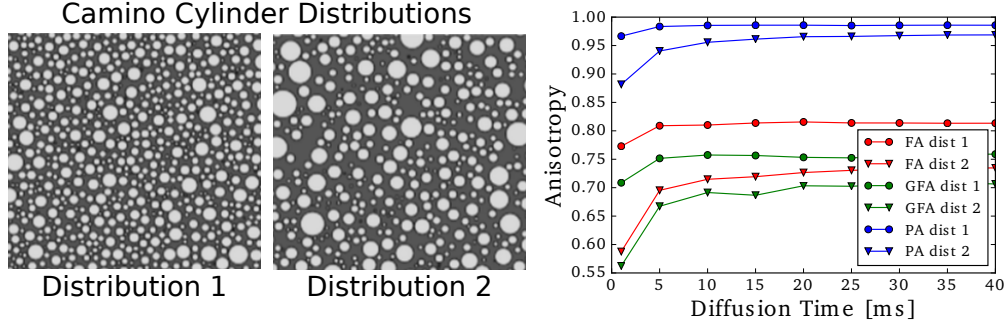 Camino Cylinder Distributions
Distribution 1
Distribution 2
1.00
0.95
0.90
0.85
0.80
0.75
0.70
0.65
0.60
0.55
Anisotropy
0 5 10 15 20 25 30 35 40
Diffusion Time [ms]
FA dist 1
FA dist 2
GFA dist 1
GFA dist 2
PA dist 1
PA dist 2